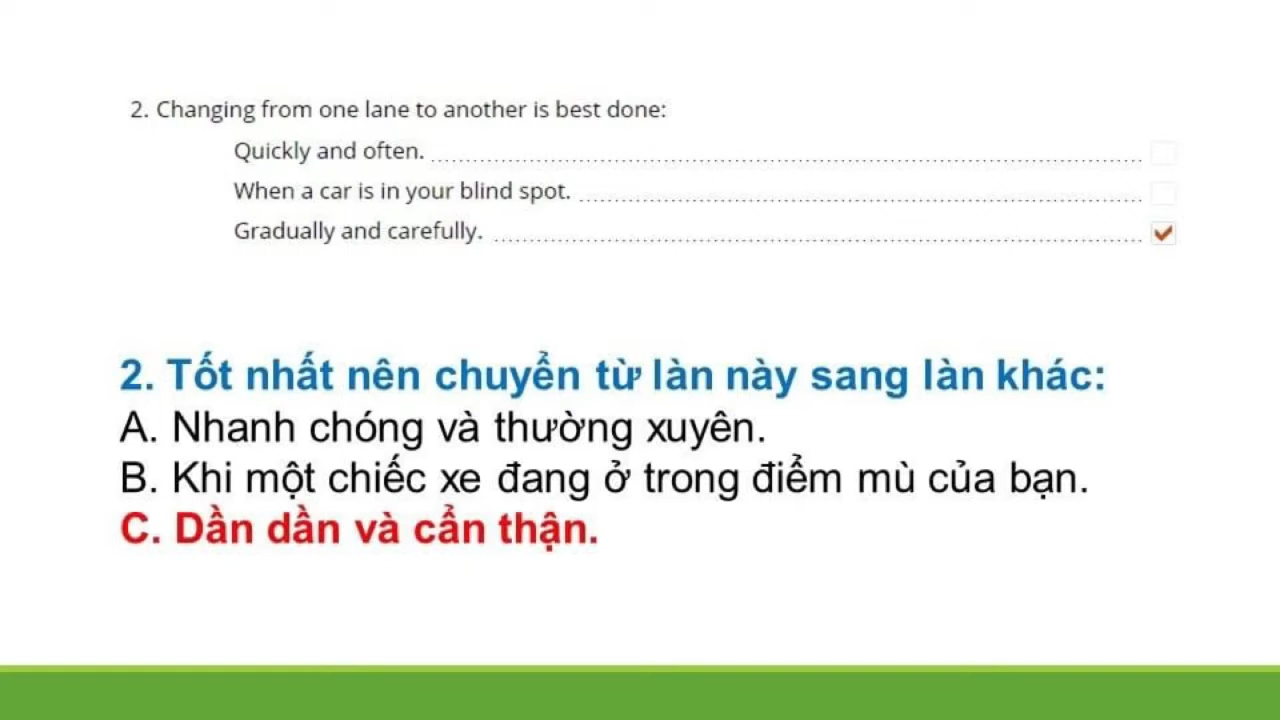 2. Changing from one lane to another is best done:
Quickly and often.
When a car is in your blind spot.
Gradually and carefully.
2. Tốt nhất nên chuyển từ làn này sang làn khác:
A. Nhanh chóng và thường xuyên.
B. Khi một chiếc xe đang ở trong điểm mù của bạn.
C. Dần dần và cẩn thận.